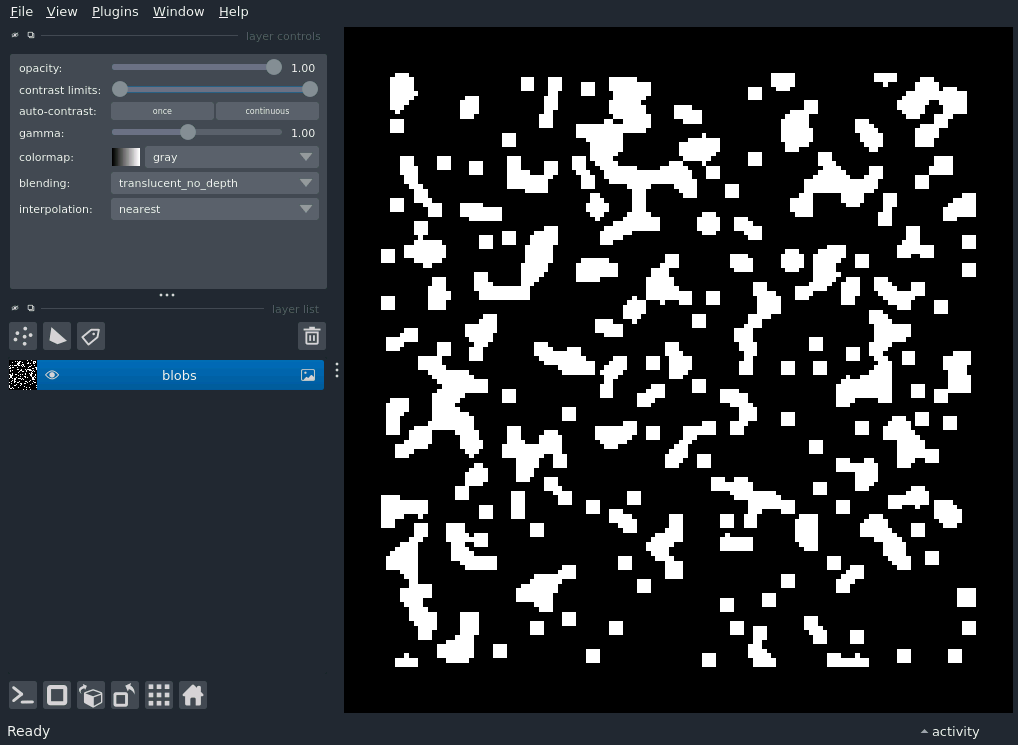 File View Plugins Window Help
layer controls
opacity: 1.00
contrast limits:
auto-contrast: once continuous
gamma: 1.00
colormap: gray
blending: translucent_no_depth
interpolation: nearest
layer list
blobs
Ready activity